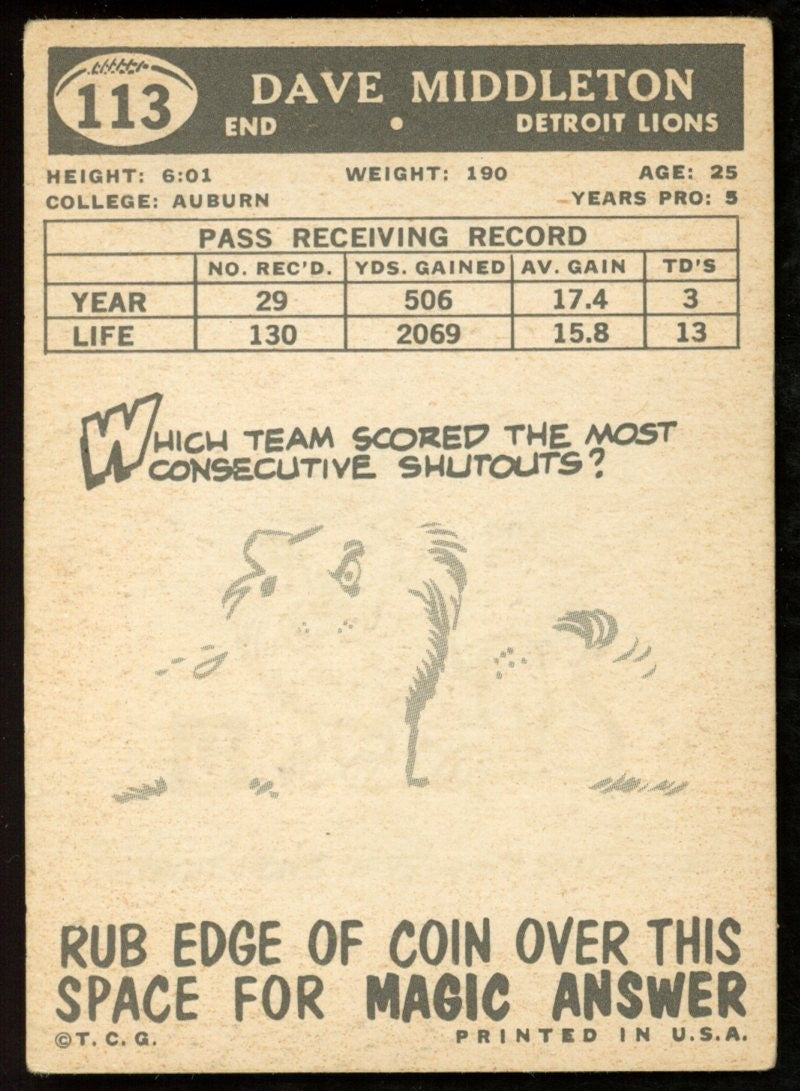 113
DAVE MIDDLETON
END • DETROIT LIONS
HEIGHT: 6:01 WEIGHT: 190 AGE: 25
COLLEGE: AUBURN YEARS PRO: 5
PASS RECEIVING RECORD
NO. REC'D. YDS. GAINED AV. GAIN TD'S
YEAR 29 506 17.4 3
LIFE 130 2069 15.8 13
WHICH TEAM SCORED THE MOST
CONSECUTIVE SHUTOUTS?
RUB EDGE OF COIN OVER THIS
SPACE FOR MAGIC ANSWER
©T. C. G. PRINTED IN U.S.A.